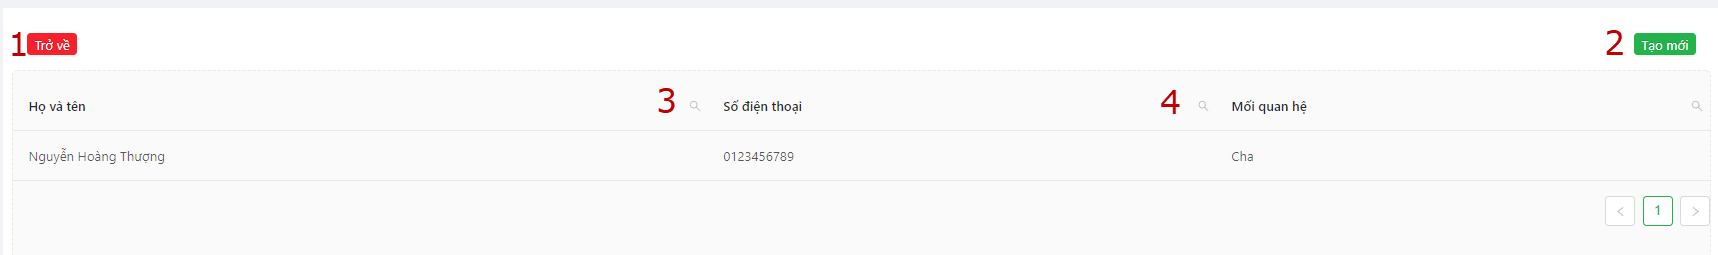 1 Trở về 2 Tạo mới
Họ và tên 3 Số điện thoại 4 Mối quan hệ
Nguyễn Hoàng Thượng 0123456789 Cha
< 1 >